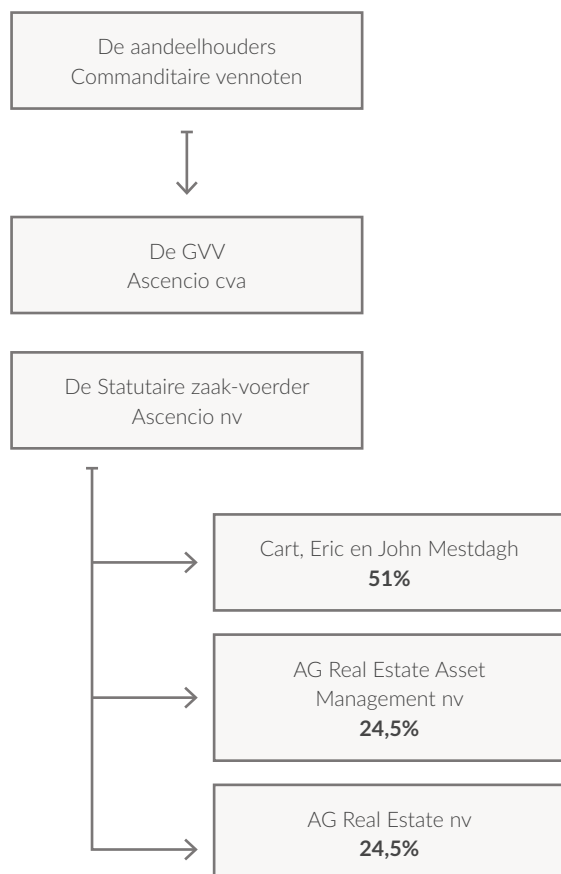 De aandeelhouders
Commanditaire vennoten
De GVV
Ascencio cva
De Statutaire zaak-voerder
Ascencio nv
Cart, Eric en John Mestdagh
51%
AG Real Estate Asset
Management nv
24,5%
AG Real Estate nv
24,5%